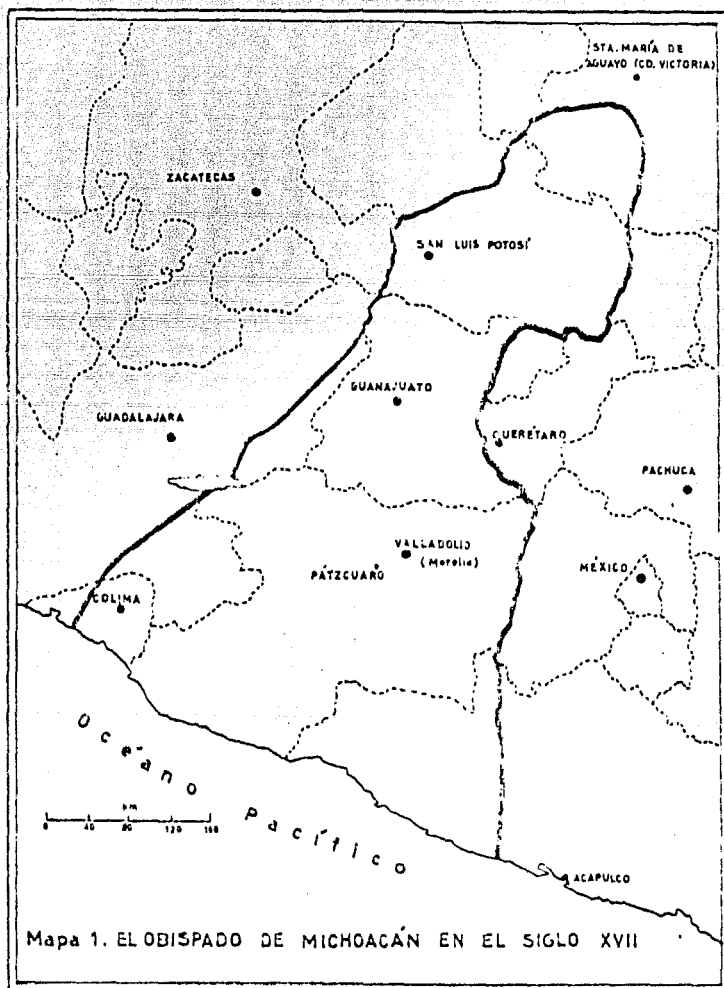 STA. MARÍA DE
AGUAYO (CD. VICTORIA)
ZACATECAS
SAN LUIS POTOSÍ
GUANAJUATO
GUADALAJARA
QUERÉTARO
PACHUCA
VALLADOLID
(Morelia)
PÁTZCUARO
MÉXICO
COLIMA
Océano Pacífico
km
0 40 80 120 160
ACAPULCO
Mapa 1. EL OBISPADO DE MICHOACÁN EN EL SIGLO XVII